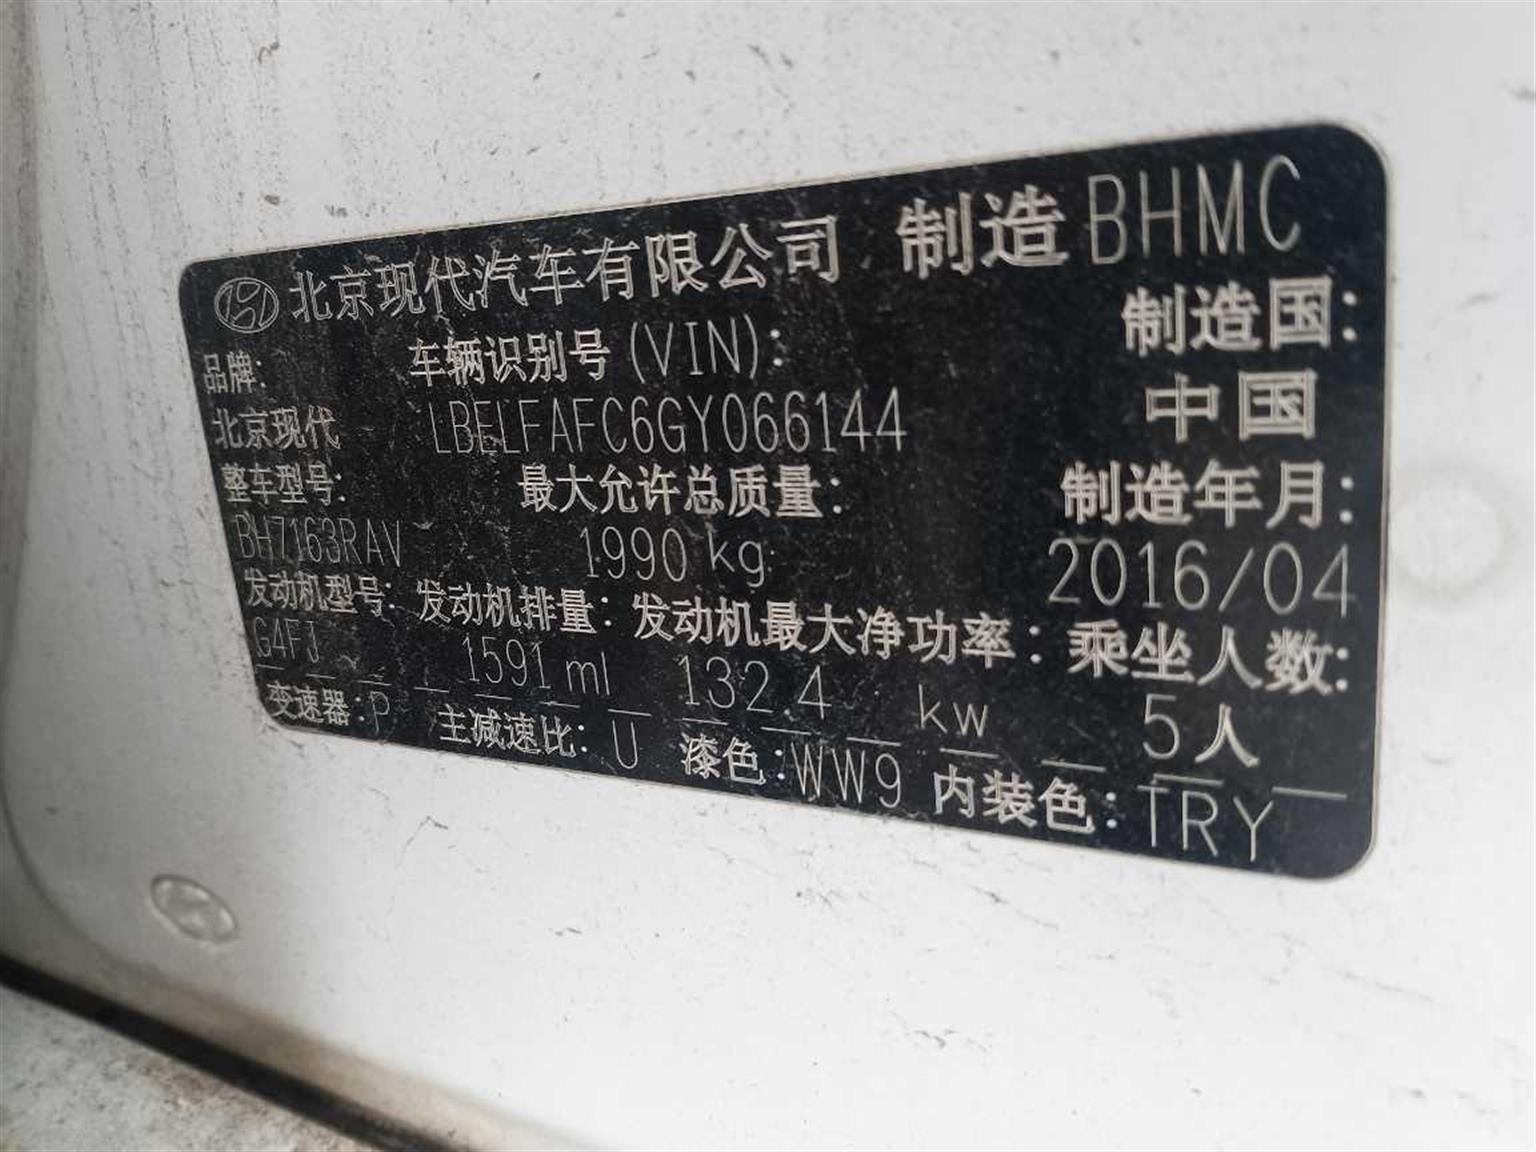 北京现代汽车有限公司 制造 BHMC
品牌: 车辆识别号 (VIN): 制造国:
北京现代 LBELFAFC6GY066144 中国
整车型号: 最大允许总质量: 制造年月:
BH7163RAV 1990 kg 2016/04
发动机型号: 发动机排量: 发动机最大净功率: 乘坐人数:
G4FJ 1591 ml 132.4 kw 5人
变速器:P 主减速比: U 漆色:WW9 内装色:TRY